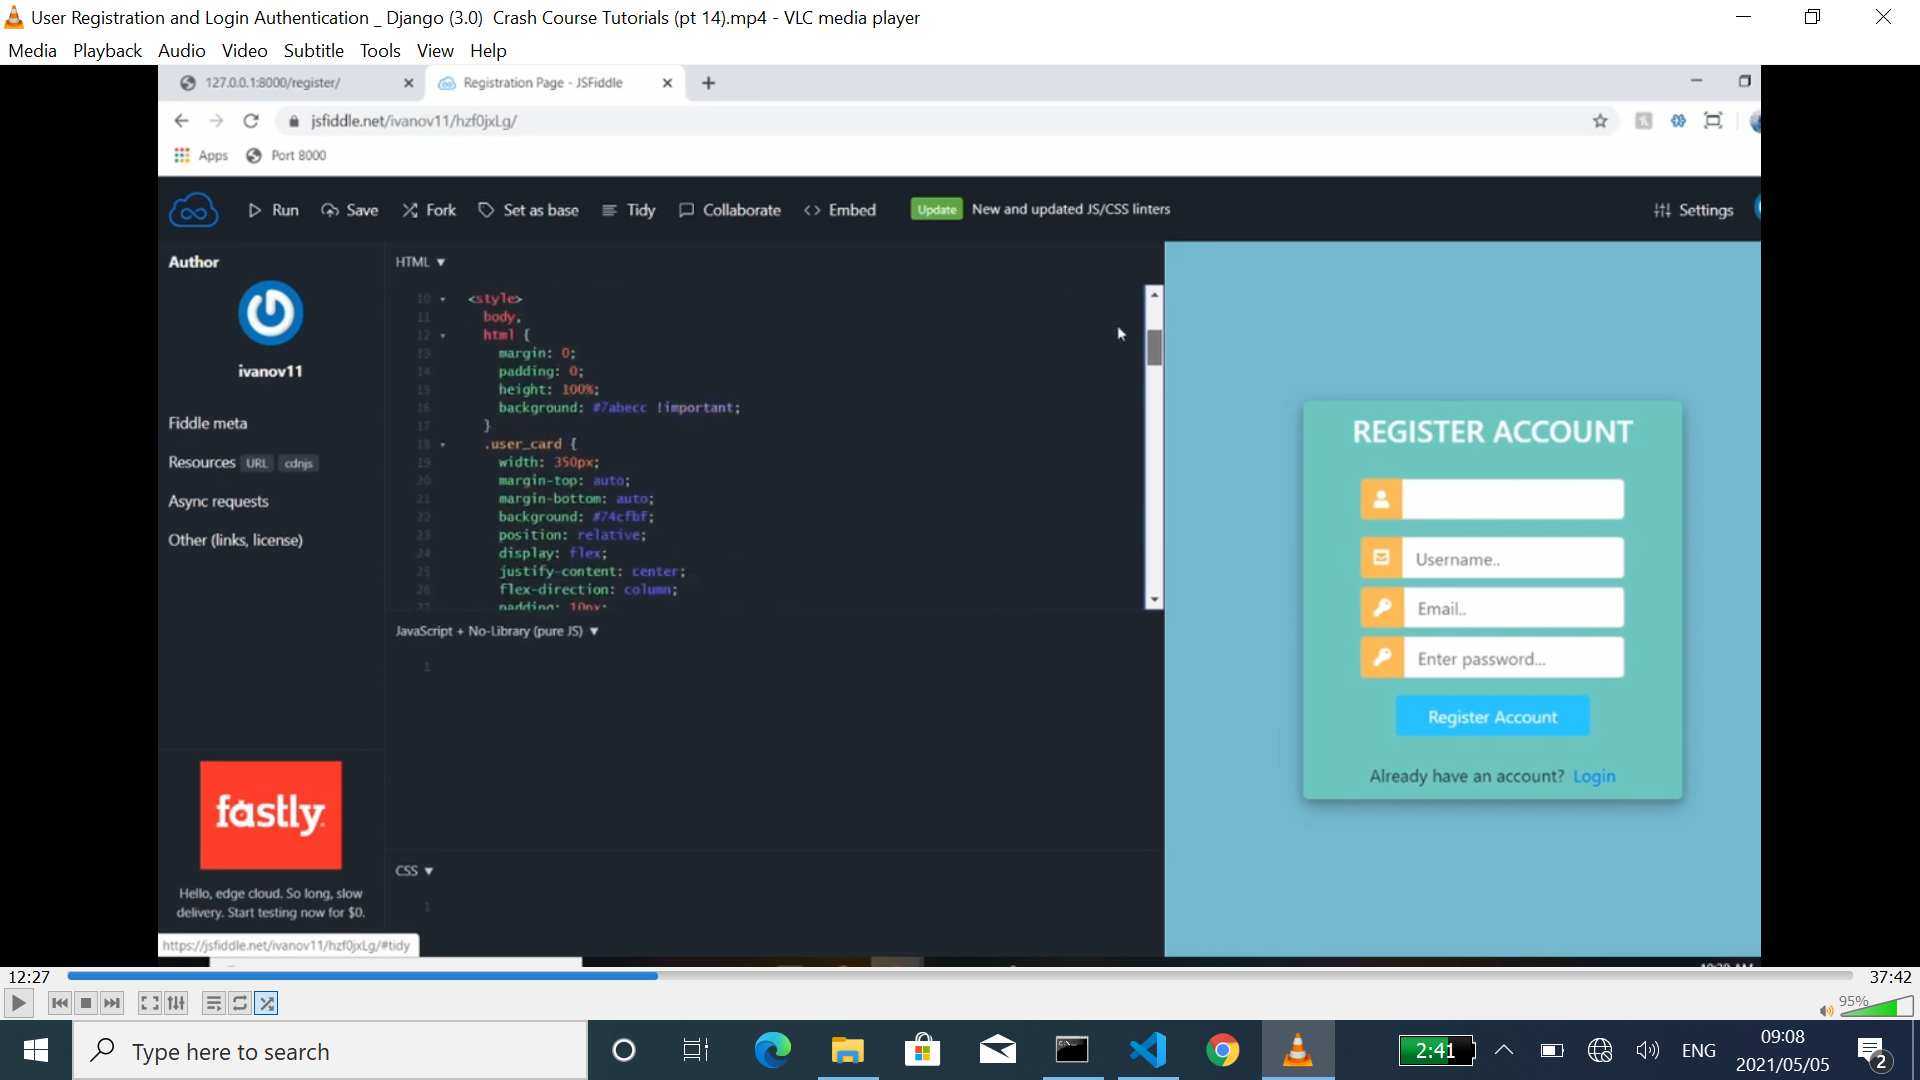 User Registration and Login Authentication _ Django (3.0)  Crash Course Tutorials (pt 14).mp4 - VLC media player
Media Playback Audio Video Subtitle Tools View Help
127.0.0.1:8000/register/
Registration Page - JSFiddle
jsfiddle.net/ivanov11/hzf0jxLg/
Apps
Port 8000
Run
Save
Fork
Set as base
Tidy
Collaborate
Embed
Update
New and updated JS/CSS linters
Settings
Author
ivanov11
Fiddle meta
Resources URL cdnjs
Async requests
Other (links, license)
fastly
Hello, edge cloud. So long, slow
delivery. Start testing now for $0.
https://jsfiddle.net/ivanov11/hzf0jxLg/#tidy
HTML
10 <style>
11 body,
12 html {
13 margin: 0;
14 padding: 0;
15 height: 100%;
16 background: #7abecc !important;
17 }
18 .user_card {
19 width: 350px;
20 margin-top: auto;
21 margin-bottom: auto;
22 background: #74cfbf;
23 position: relative;
24 display: flex;
25 justify-content: center;
26 flex-direction: column;
27 padding: 10px;
JavaScript + No-Library (pure JS)
1
CSS
1
REGISTER ACCOUNT
Username..
Email..
Enter password...
Register Account
Already have an account? Login
12:27
37:42
95%
Type here to search
2:41
ENG
09:08
2021/05/05
2